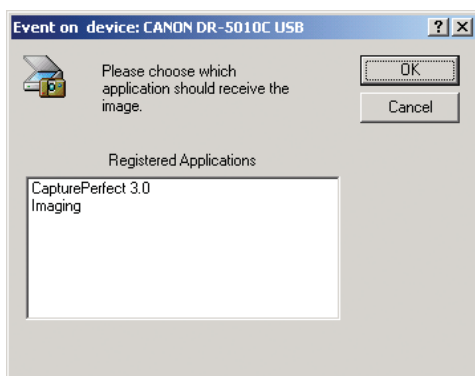 Event on  device: CANON DR-5010C USB
Please choose which
application should receive the
image.
OK
Cancel
Registered Applications
CapturePerfect 3.0
Imaging